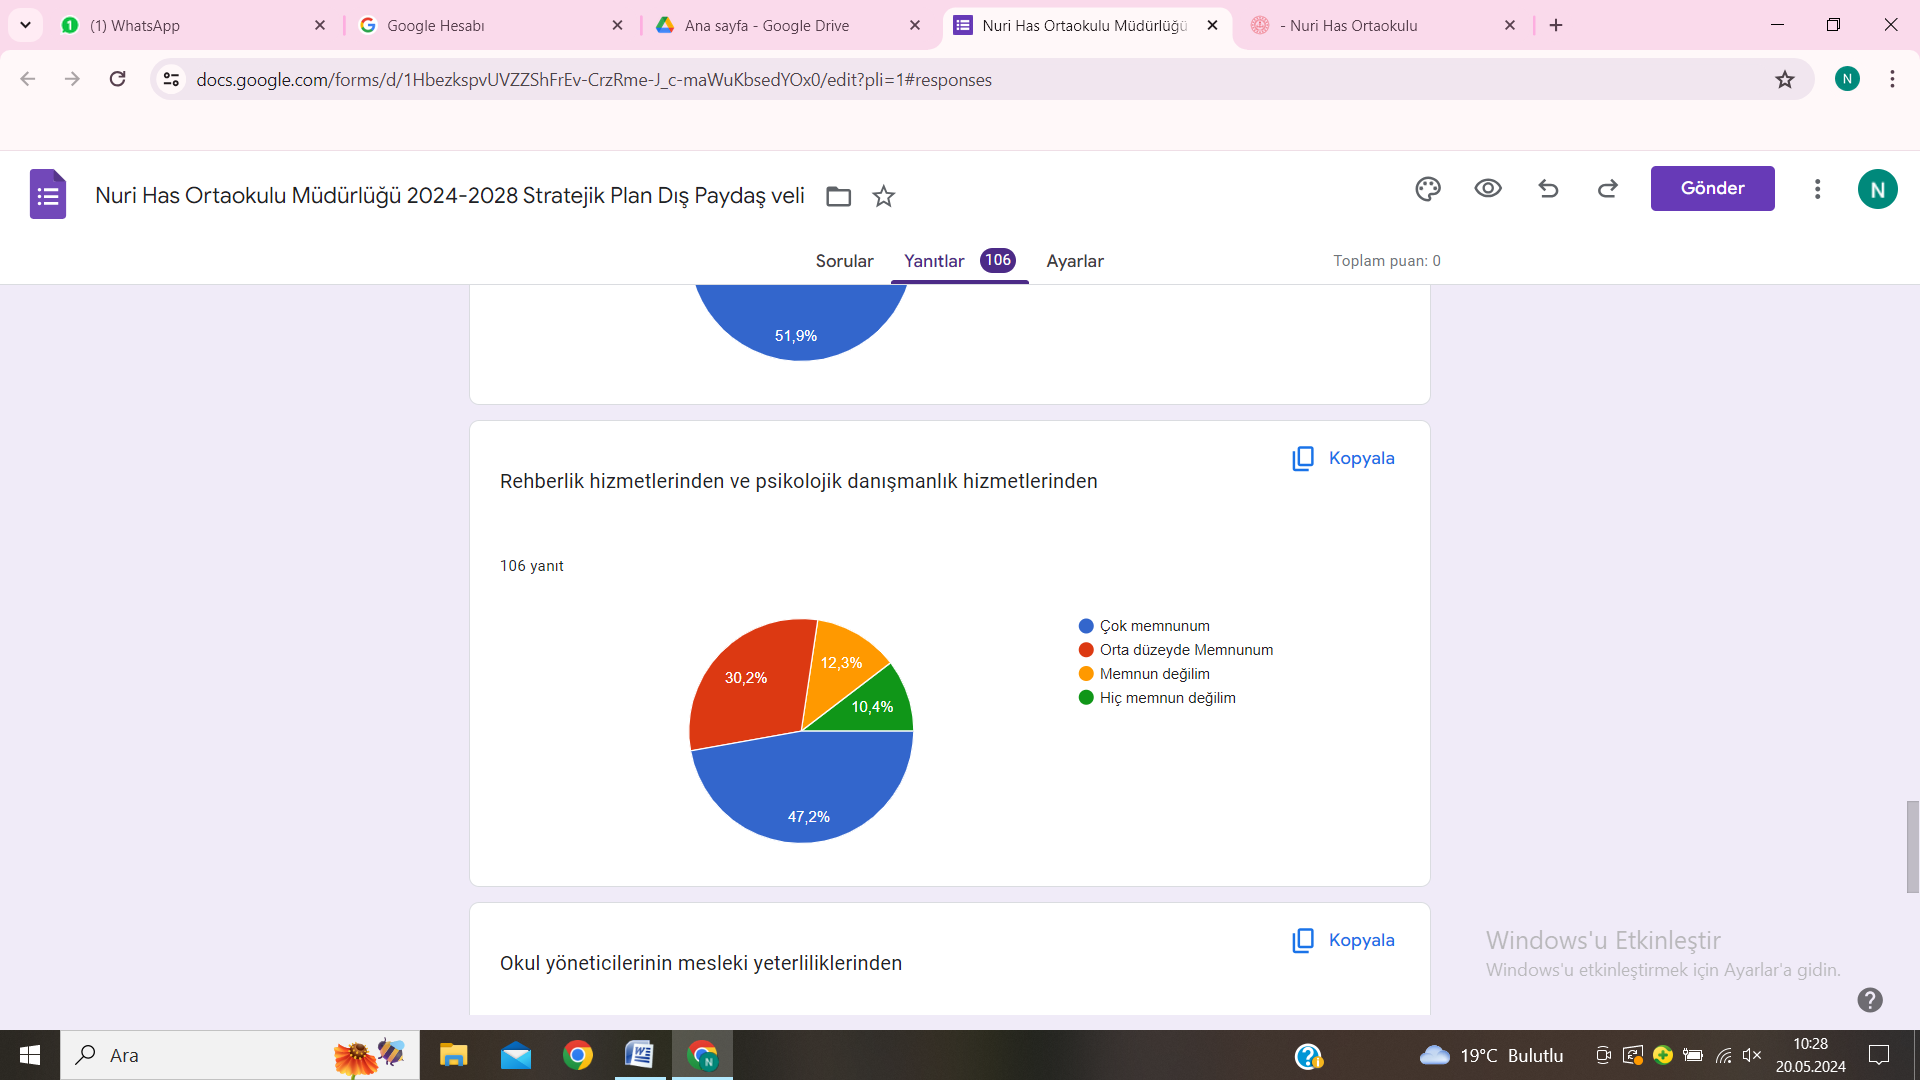 (1) WhatsApp
Google Hesabı
Ana sayfa - Google Drive
Nuri Has Ortaokulu Müdürlüğü
- Nuri Has Ortaokulu
docs.google.com/forms/d/1HbezkspvUVZZShFrEv-CrzRme-J_c-maWuKbsedYOx0/edit?pli=1#responses
N
Nuri Has Ortaokulu Müdürlüğü 2024-2028 Stratejik Plan Dış Paydaş veli
Gönder
N
Sorular
Yanıtlar 106
Ayarlar
Toplam puan: 0
51,9%
Kopyala
Rehberlik hizmetlerinden ve psikolojik danışmanlık hizmetlerinden
106 yanıt
Çok memnunum
Orta düzeyde Memnunum
Memnun değilim
Hiç memnun değilim
12,3%
30,2%
10,4%
47,2%
Kopyala
Okul yöneticilerinin mesleki yeterliliklerinden
Windows'u Etkinleştir
Windows'u etkinleştirmek için Ayarlar'a gidin.
Ara
19°C Bulutlu
10:28
20.05.2024